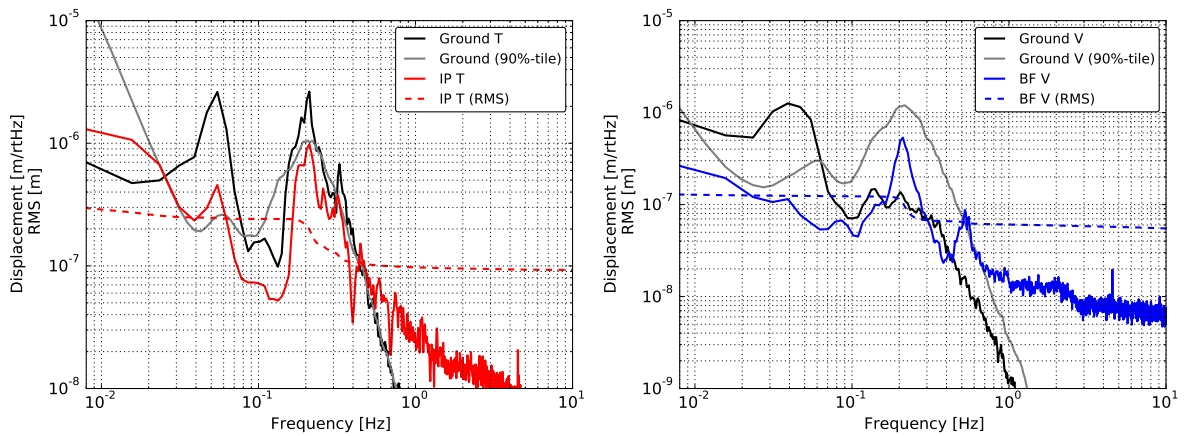 10^-5
10^-6
10^-7
10^-8
Displacement [m/rtHz]
RMS [m]
10^-2
10^-1
10^0
10^1
Frequency [Hz]
Ground T
Ground (90%-tile)
IP T
IP T (RMS)
10^-5
10^-6
10^-7
10^-8
10^-9
Displacement [m/rtHz]
RMS [m]
10^-2
10^-1
10^0
10^1
Frequency [Hz]
Ground V
Ground V (90%-tile)
BF V
BF V (RMS)